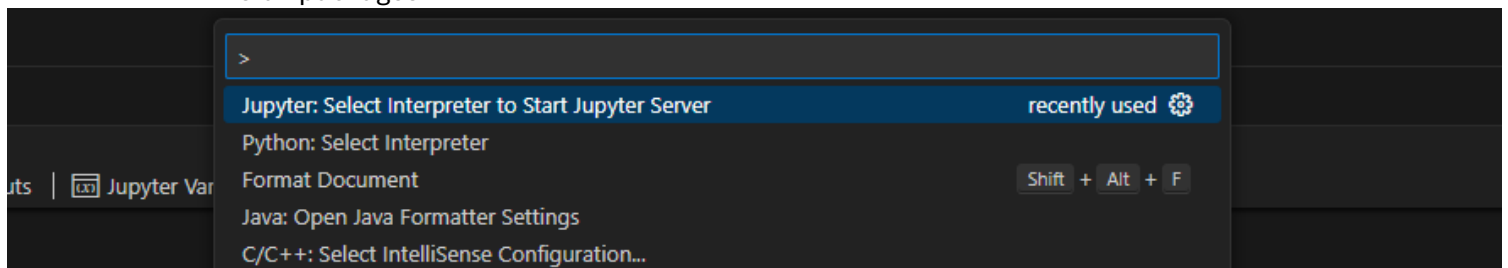 >
Jupyter: Select Interpreter to Start Jupyter Server recently used
Python: Select Interpreter
uts | Jupyter Var
Format Document Shift + Alt + F
Java: Open Java Formatter Settings
C/C++: Select IntelliSense Configuration...